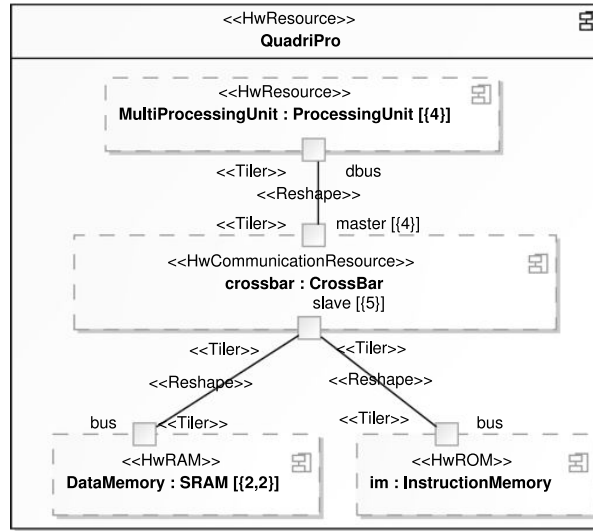 <<HwResource>>
QuadriPro
<<HwResource>>
MultiProcessingUnit : ProcessingUnit [{4}]
<<Tiler>> dbus
<<Reshape>>
<<Tiler>> master [{4}]
<<HwCommunicationResource>>
crossbar : CrossBar
slave [{5}]
<<Tiler>> <<Tiler>>
<<Reshape>> <<Reshape>>
bus <<Tiler>> <<Tiler>> bus
<<HwRAM>> <<HwROM>>
DataMemory : SRAM [{2,2}] im : InstructionMemory